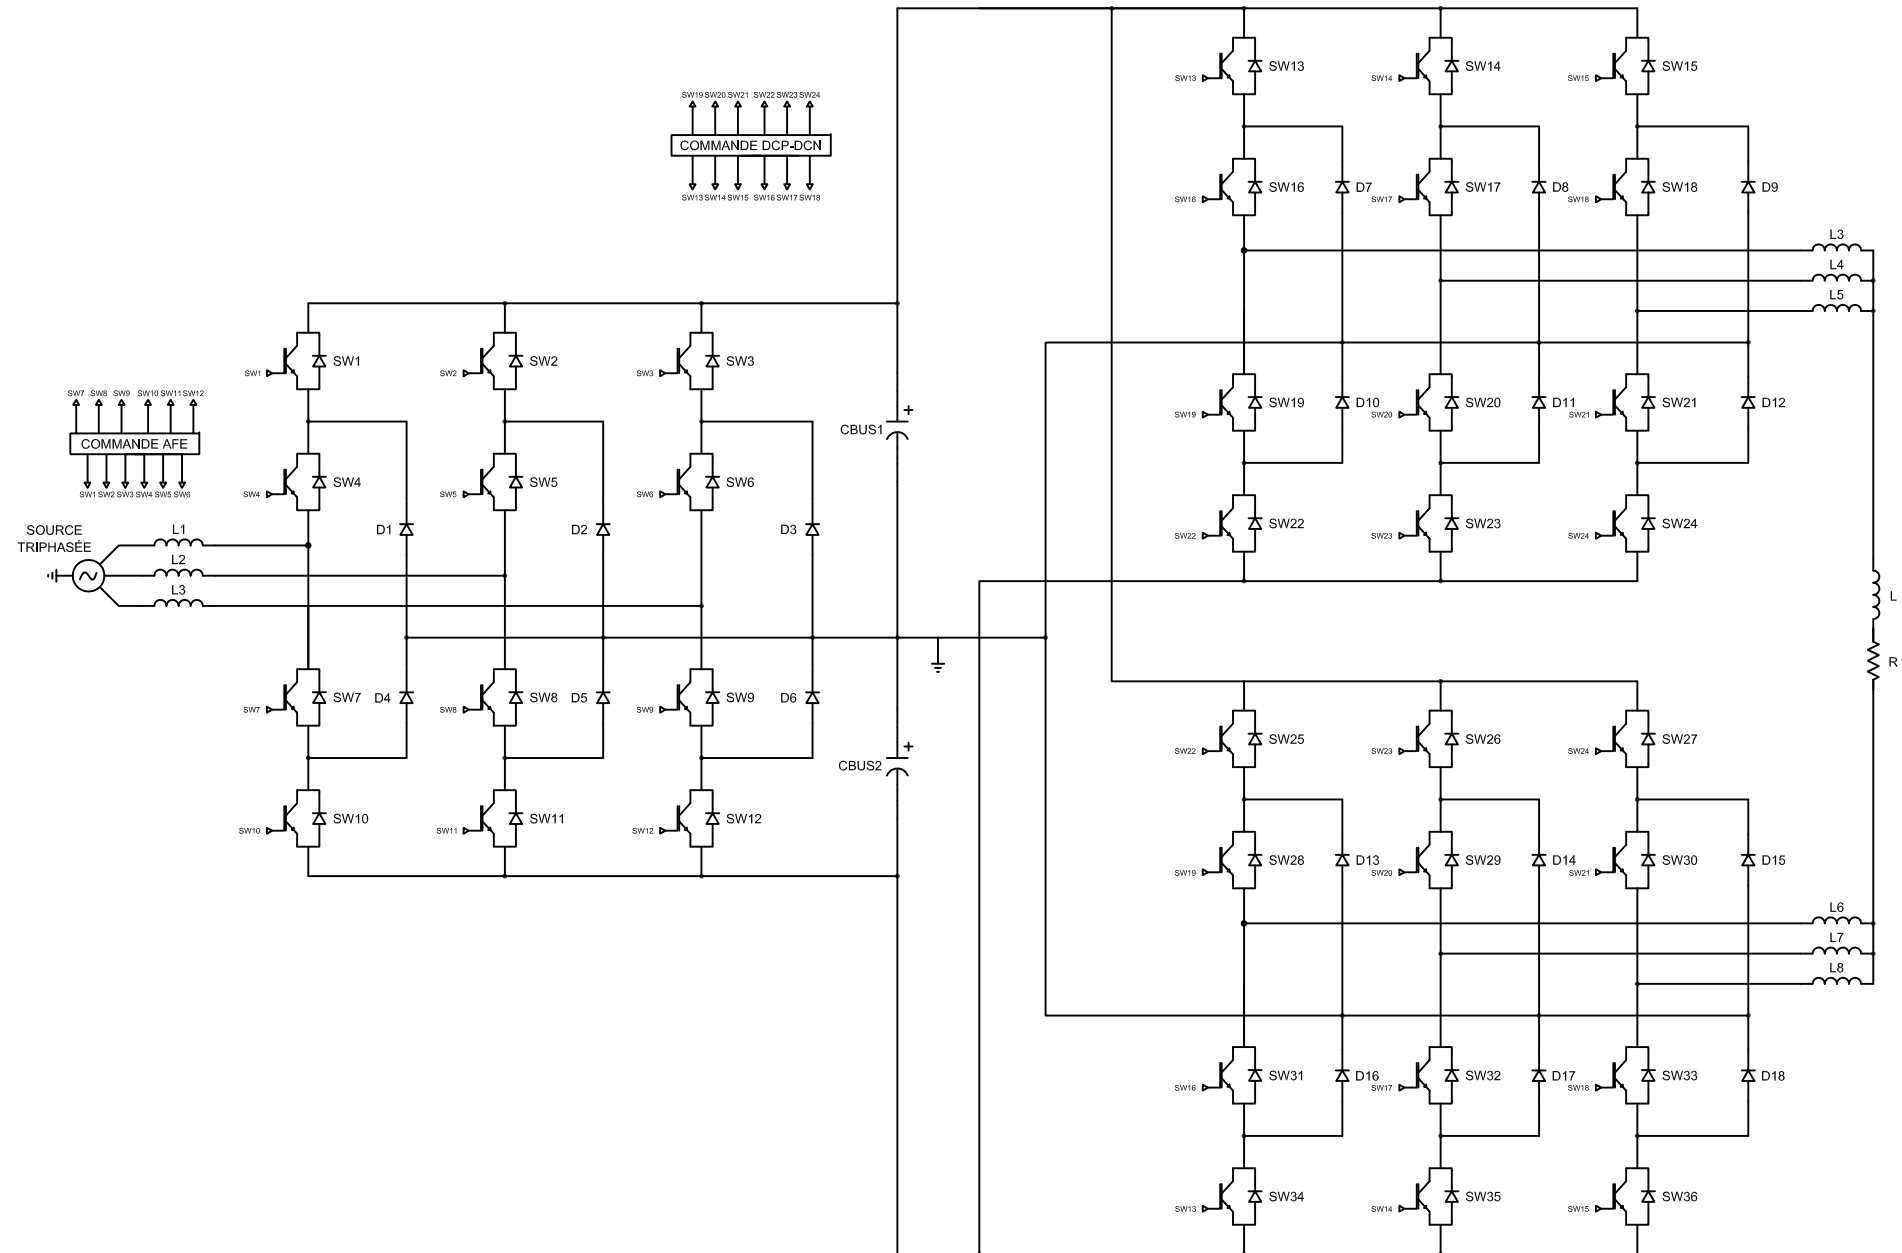 SW13
SW13
SW14
SW14
SW15
SW15
SW19 SW20 SW21 SW22 SW23 SW24
COMMANDE DCP-DCN
SW13 SW14 SW15 SW16 SW17 SW18
SW16
SW16
D7
SW17
SW17
D8
SW18
SW18
D9
L3
L4
L5
SW1
SW1
SW2
SW2
SW3
SW3
SW7 SW8 SW9 SW10 SW11 SW12
COMMANDE AFE
SW1 SW2 SW3 SW4 SW5 SW6
+
CBUS1
SW19
SW19
D10
SW20
SW20
D11
SW21
SW21
D12
SW4
SW4
SW5
SW5
SW6
SW6
SOURCE
TRIPHASÉE
L1
L2
L3
D1
D2
D3
SW22
SW22
SW23
SW23
SW24
SW24
L
R
SW7
SW7
D4
SW8
SW8
D5
SW9
SW9
D6
+
CBUS2
SW22
SW25
SW23
SW26
SW24
SW27
SW10
SW10
SW11
SW11
SW12
SW12
SW19
SW28
D13
SW20
SW29
D14
SW21
SW30
D15
L6
L7
L8
SW16
SW31
D16
SW17
SW32
D17
SW18
SW33
D18
SW13
SW34
SW14
SW35
SW15
SW36